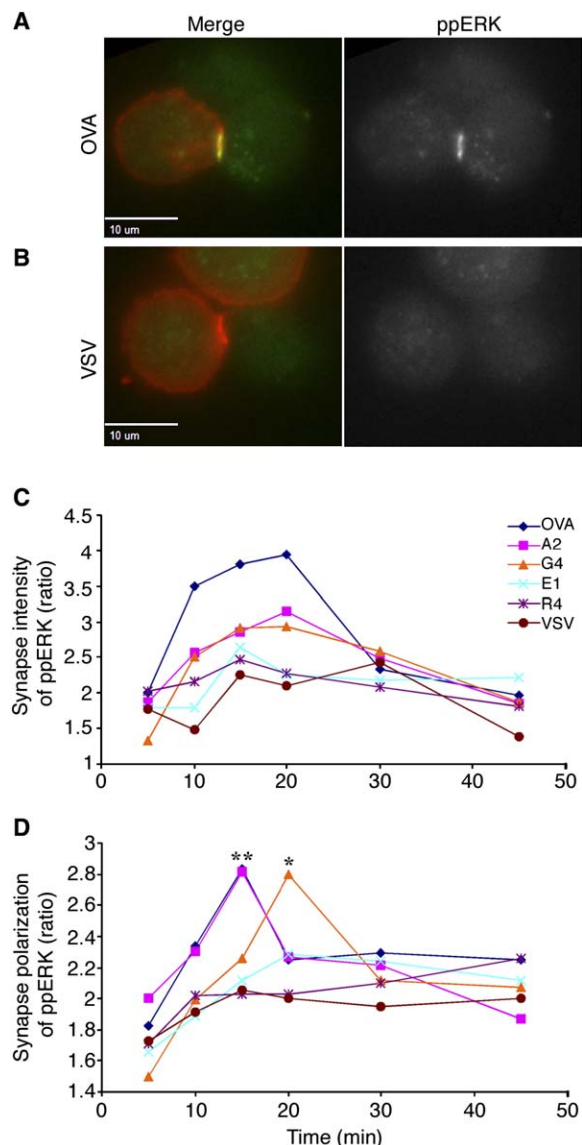 A
Merge
ppERK
OVA
10 um
B
VSV
10 um
C
Synapse intensity
of ppERK (ratio)
4.5
4
3.5
3
2.5
2
1.5
1
0
10
20
30
40
50
OVA
A2
G4
E1
R4
VSV
D
Synapse polarization
of ppERK (ratio)
3
2.8
2.6
2.4
2.2
2
1.8
1.6
1.4
**
*
0
10
20
30
40
50
Time (min)